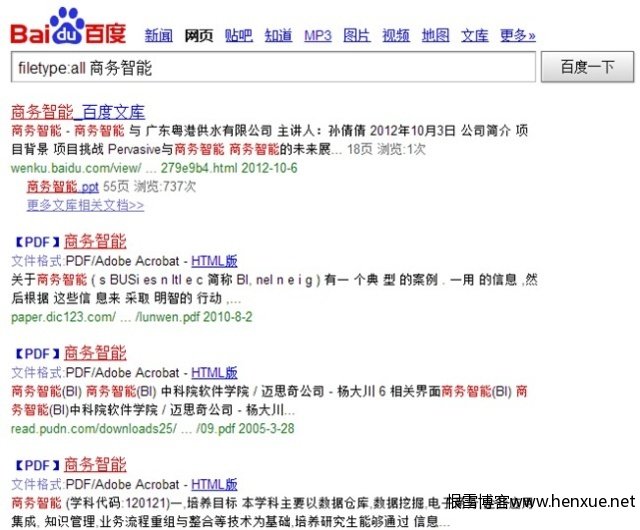 Bai du 百度 新闻 网页 贴吧 知道 MP3 图片 视频 地图 文库 更多»
filetype:all 商务智能 百度一下
商务智能_百度文库
商务智能 - 商务智能 与 广东粤港供水有限公司 主讲人：孙倩倩 2012年10月3日 公司简介 项
目背景 项目挑战 Pervasive与商务智能 商务智能的未来展... 18页 浏览:1次
wenku.baidu.com/view/ ... 279e9b4.html 2012-10-6
商务智能.ppt 55页 浏览:737次
更多文库相关文档>>
【PDF】商务智能
文件格式:PDF/Adobe Acrobat - HTML版
关于商务智能 ( s BUSi es n ltl e c 简称 BI, nel n e i g ) 有一 个典 型 的案例 . 一用 的信息 ,然
后根据 这些信 息来 采取 明智的 行动 ,...
paper.dic123.com/ ... /lunwen.pdf 2010-8-2
【PDF】商务智能
文件格式:PDF/Adobe Acrobat - HTML版
商务智能(BI) 商务智能(BI) 中科院软件学院 / 迈思奇公司 - 杨大川 6 相关界面商务智能(BI) 商
务智能(BI)中科院软件学院 / 迈思奇公司 - 杨大川...
read.pudn.com/downloads25/ ... /09.pdf 2005-3-28
【PDF】商务智能
文件格式:PDF/Adobe Acrobat - HTML版
商务智能 (学科代码:120121)一,培养目标 本学科主要以数据仓库,数据挖掘,电子
恨雪博客www.henxue.net
集成, 知识管理,业务流程重组与整合等技术为基础,培养研究生能够通过 信息...